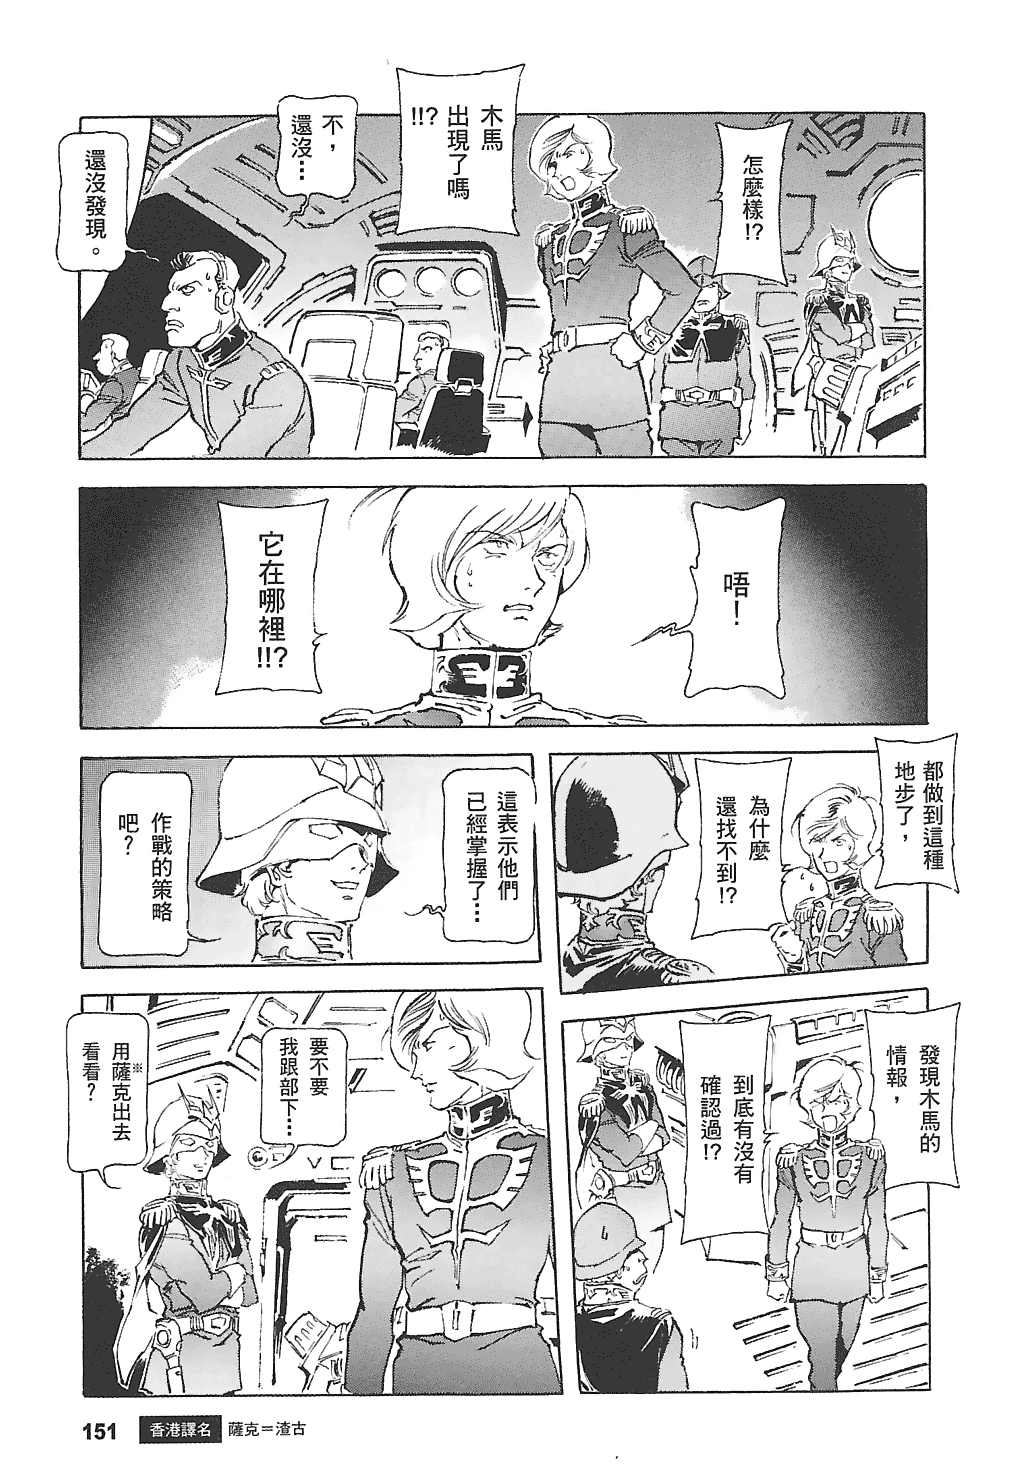 怎麼樣!?
木馬
出現了嗎
!!?
不，
還沒…
還沒發現。
唔！
它在哪裡!!?
都做到這種
地步了，
為什麼
還找不到!?
這表示他們
已經掌握了…
作戰的策略
吧？
發現木馬的
情報，
到底有沒有
確認過!?
要不要
我跟部下…
用薩克※出去
看看？
151 香港譯名 薩克＝渣古